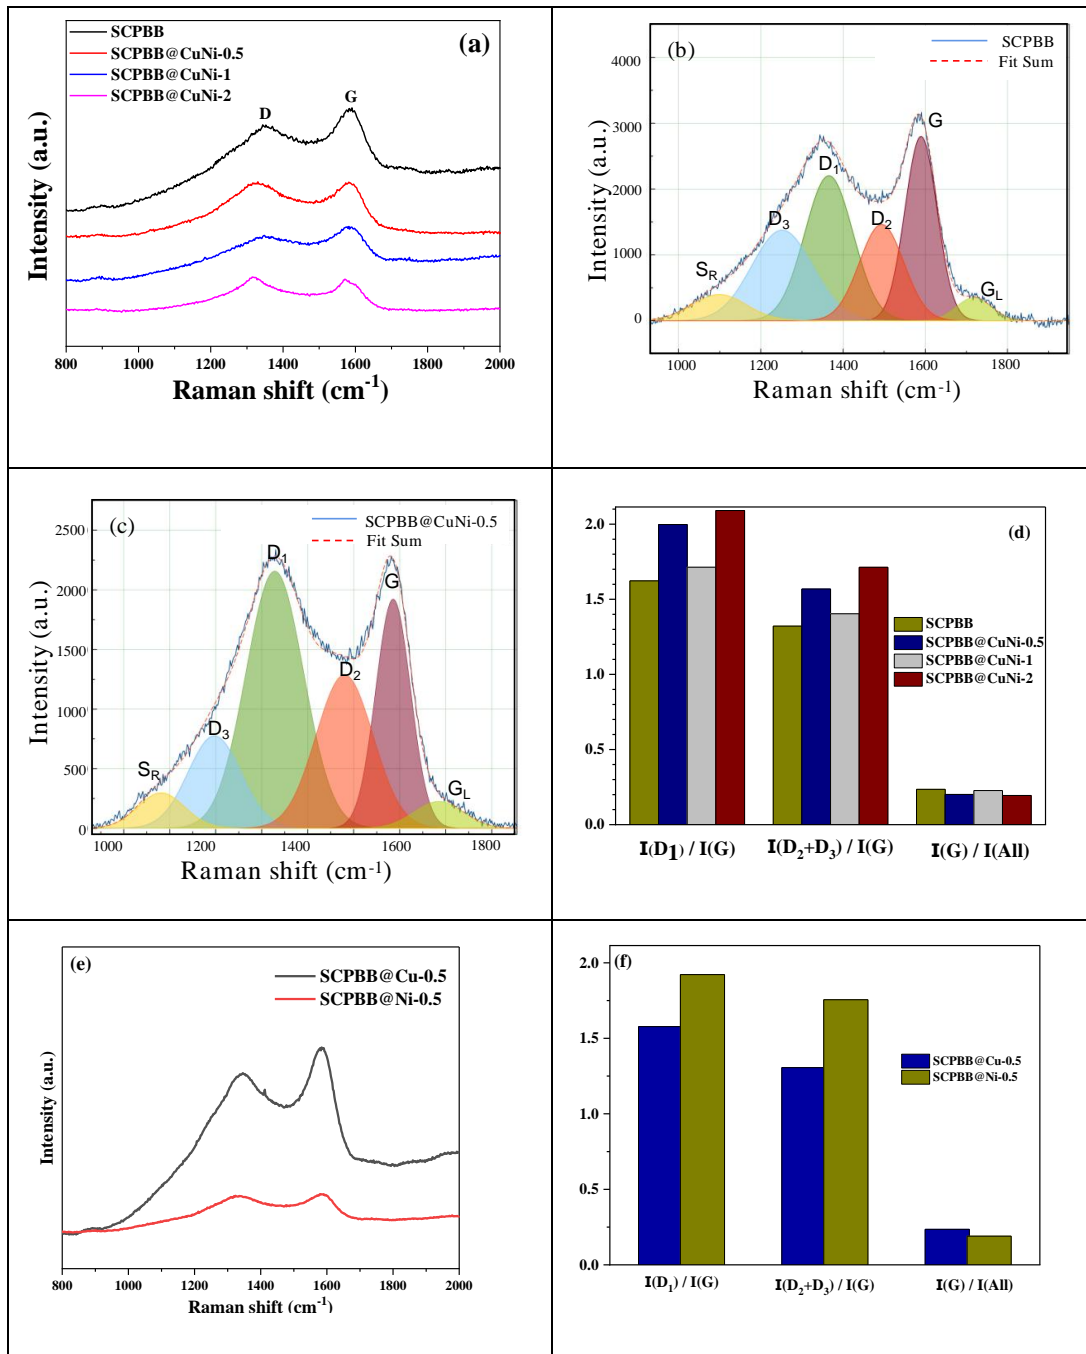 SCPBB
SCPBB@CuNi-0.5
SCPBB@CuNi-1
SCPBB@CuNi-2
(a)
D
G
Intensity (a.u.)
800 1000 1200 1400 1600 1800 2000
Raman shift (cm-1)
(b)
SCPBB
Fit Sum
4000
3000
2000
1000
0
SR
D3
D1
D2
G
GL
Intensity (a.u.)
1000 1200 1400 1600 1800
Raman shift (cm-1)
(c)
SCPBB@CuNi-0.5
Fit Sum
2500
2000
1500
1000
500
0
SR
D3
D1
D2
G
GL
Intensity (a.u.)
1000 1200 1400 1600 1800
Raman shift (cm-1)
(d)
2.0
1.5
1.0
0.5
0.0
SCPBB
SCPBB@CuNi-0.5
SCPBB@CuNi-1
SCPBB@CuNi-2
I(D1) / I(G)
I(D2+D3) / I(G)
I(G) / I(All)
(e)
SCPBB@Cu-0.5
SCPBB@Ni-0.5
Intensity (a.u.)
800 1000 1200 1400 1600 1800 2000
Raman shift (cm-1)
(f)
2.0
1.5
1.0
0.5
0.0
SCPBB@Cu-0.5
SCPBB@Ni-0.5
I(D1) / I(G)
I(D2+D3) / I(G)
I(G) / I(All)